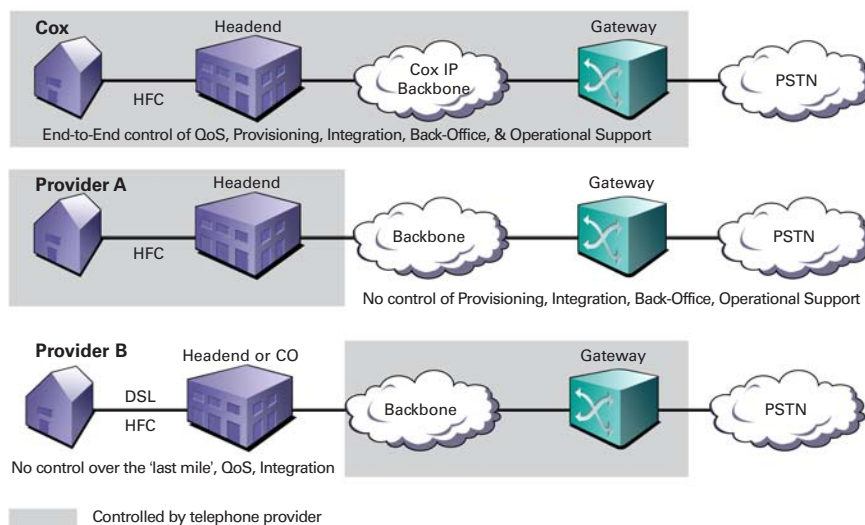 Cox
Headend
Gateway
Cox IP
Backbone
PSTN
HFC
End-to-End control of QoS, Provisioning, Integration, Back-Office, & Operational Support
Provider A
Headend
Gateway
Backbone
PSTN
HFC
No control of Provisioning, Integration, Back-Office, Operational Support
Provider B
Headend or CO
Gateway
DSL
HFC
Backbone
PSTN
No control over the ‘last mile’, QoS, Integration
Controlled by telephone provider